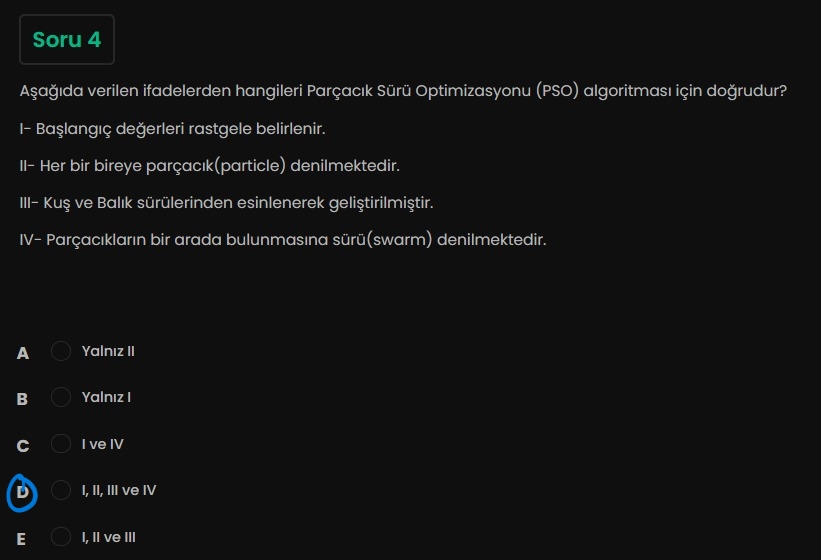 Soru 4
Aşağıda verilen ifadelerden hangileri Parçacık Sürü Optimizasyonu (PSO) algoritması için doğrudur?
I- Başlangıç değerleri rastgele belirlenir.
II- Her bir bireye parçacık(particle) denilmektedir.
III- Kuş ve Balık sürülerinden esinlenerek geliştirilmiştir.
IV- Parçacıkların bir arada bulunmasına sürü(swarm) denilmektedir.
A Yalnız II
B Yalnız I
C I ve IV
D I, II, III ve IV
E I, II ve III